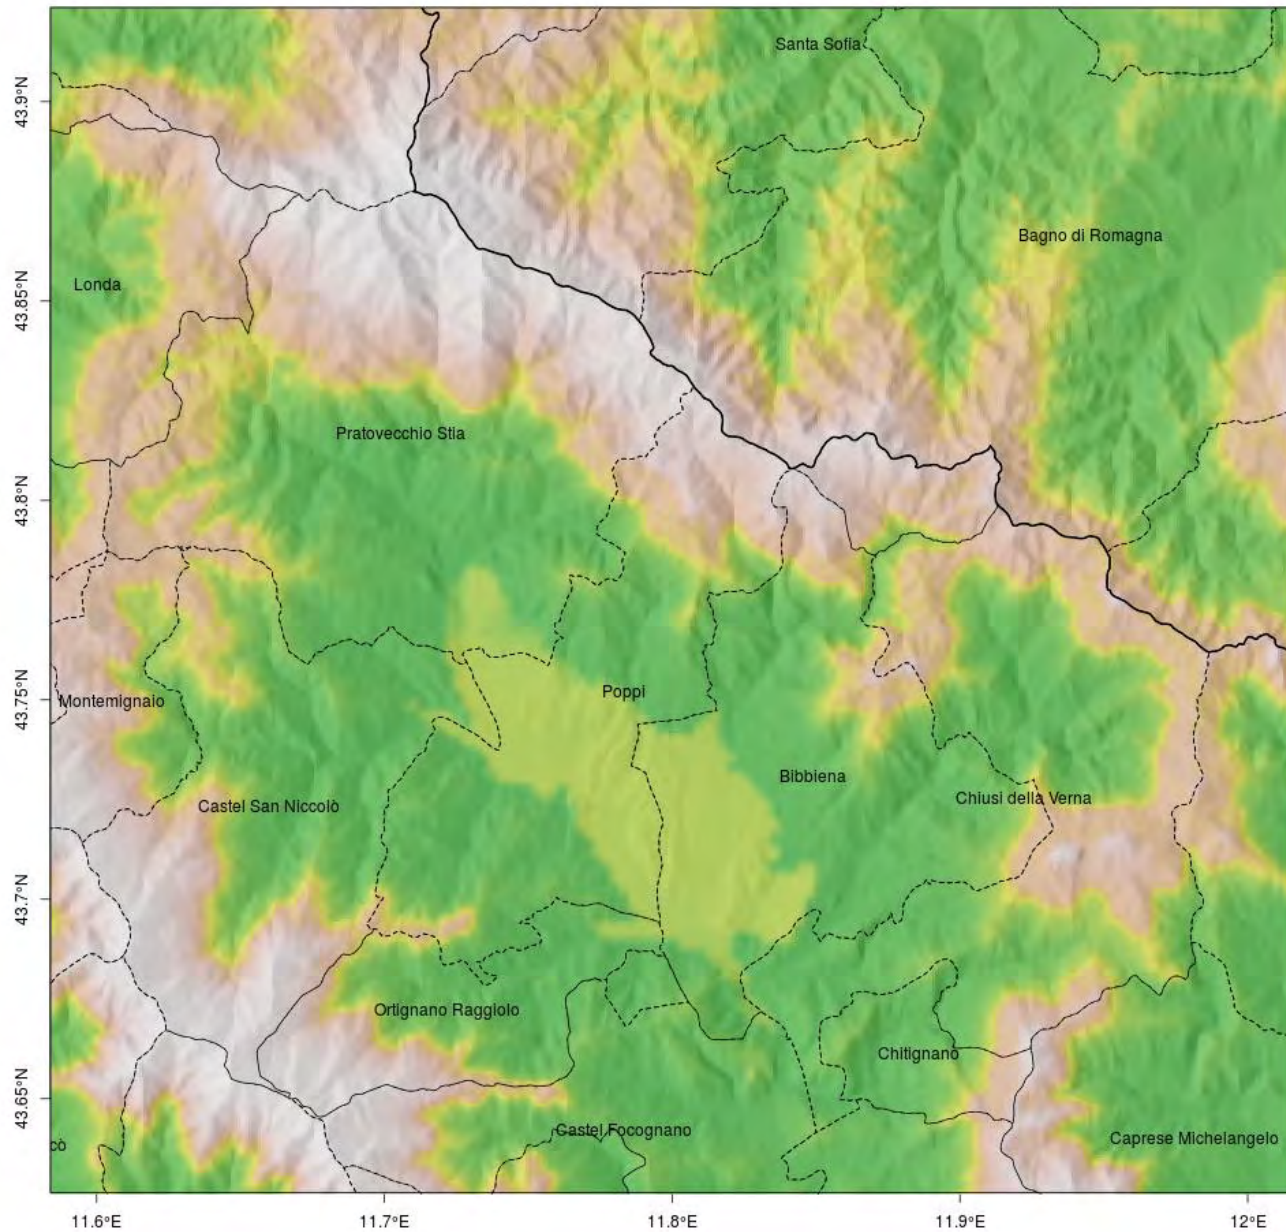 Santa Sofia
43.9°N
Bagno di Romagna
Londa
43.85°N
Pratovecchio Stia
43.8°N
Poppi
Montemignaio
43.75°N
Bibbiena
Chiusi della Verna
Castel San Niccolò
43.7°N
Ortignano Raggiolo
Chitignano
43.65°N
Castel Focognano
Caprese Michelangelo
cò
11.6°E
11.7°E
11.8°E
11.9°E
12°E